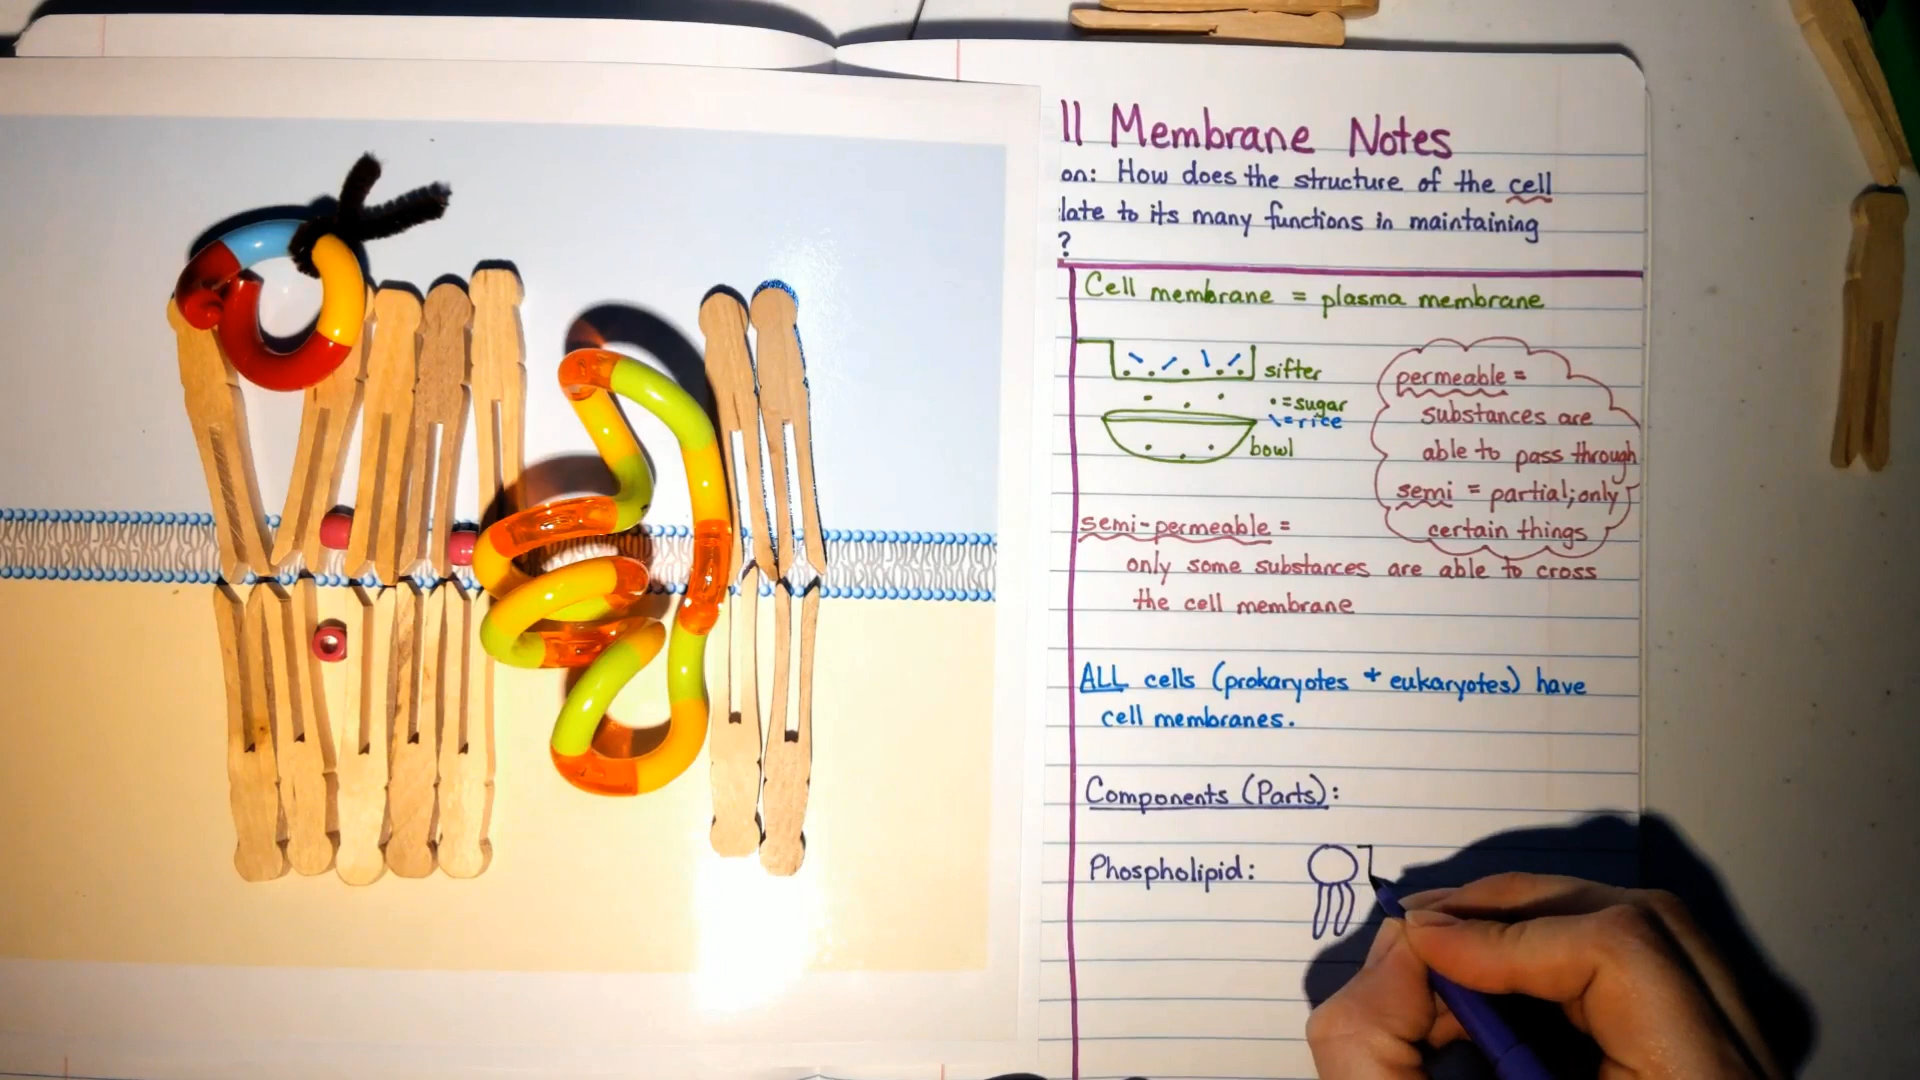 ll Membrane Notes
on: How does the structure of the cell
late to its many functions in maintaining
?
Cell membrane = plasma membrane
sifter
• = sugar
\ = rice
bowl
permeable =
substances are
able to pass through
semi = partial; only
certain things
semi-permeable =
only some substances are able to cross
the cell membrane
ALL cells (prokaryotes + eukaryotes) have
cell membranes.
Components (Parts):
Phospholipid: